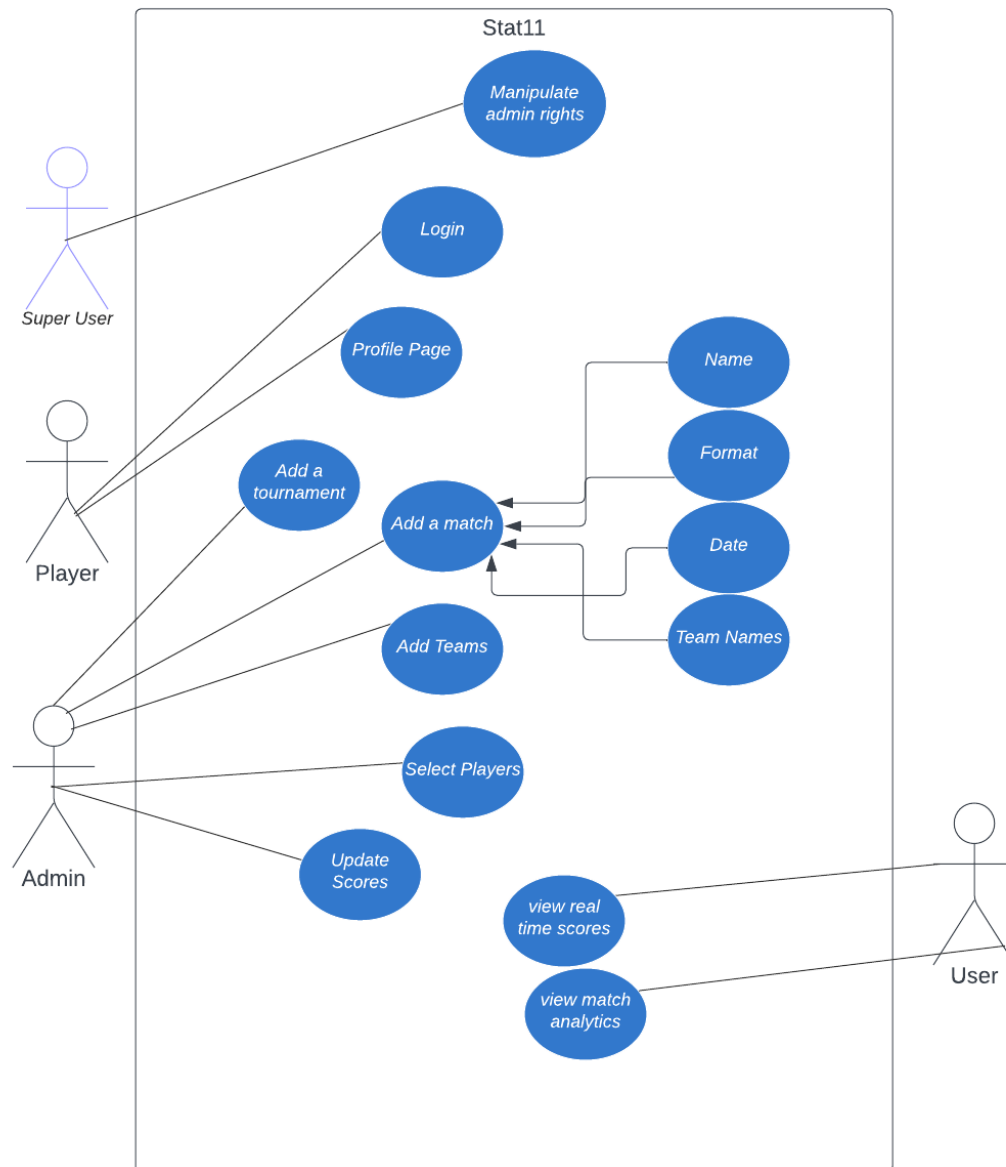 Stat11
Manipulate
admin rights
Login
Super User
Profile Page
Name
Add a
tournament
Format
Add a match
Date
Player
Add Teams
Team Names
Select Players
Update
Scores
Admin
view real
time scores
User
view match
analytics